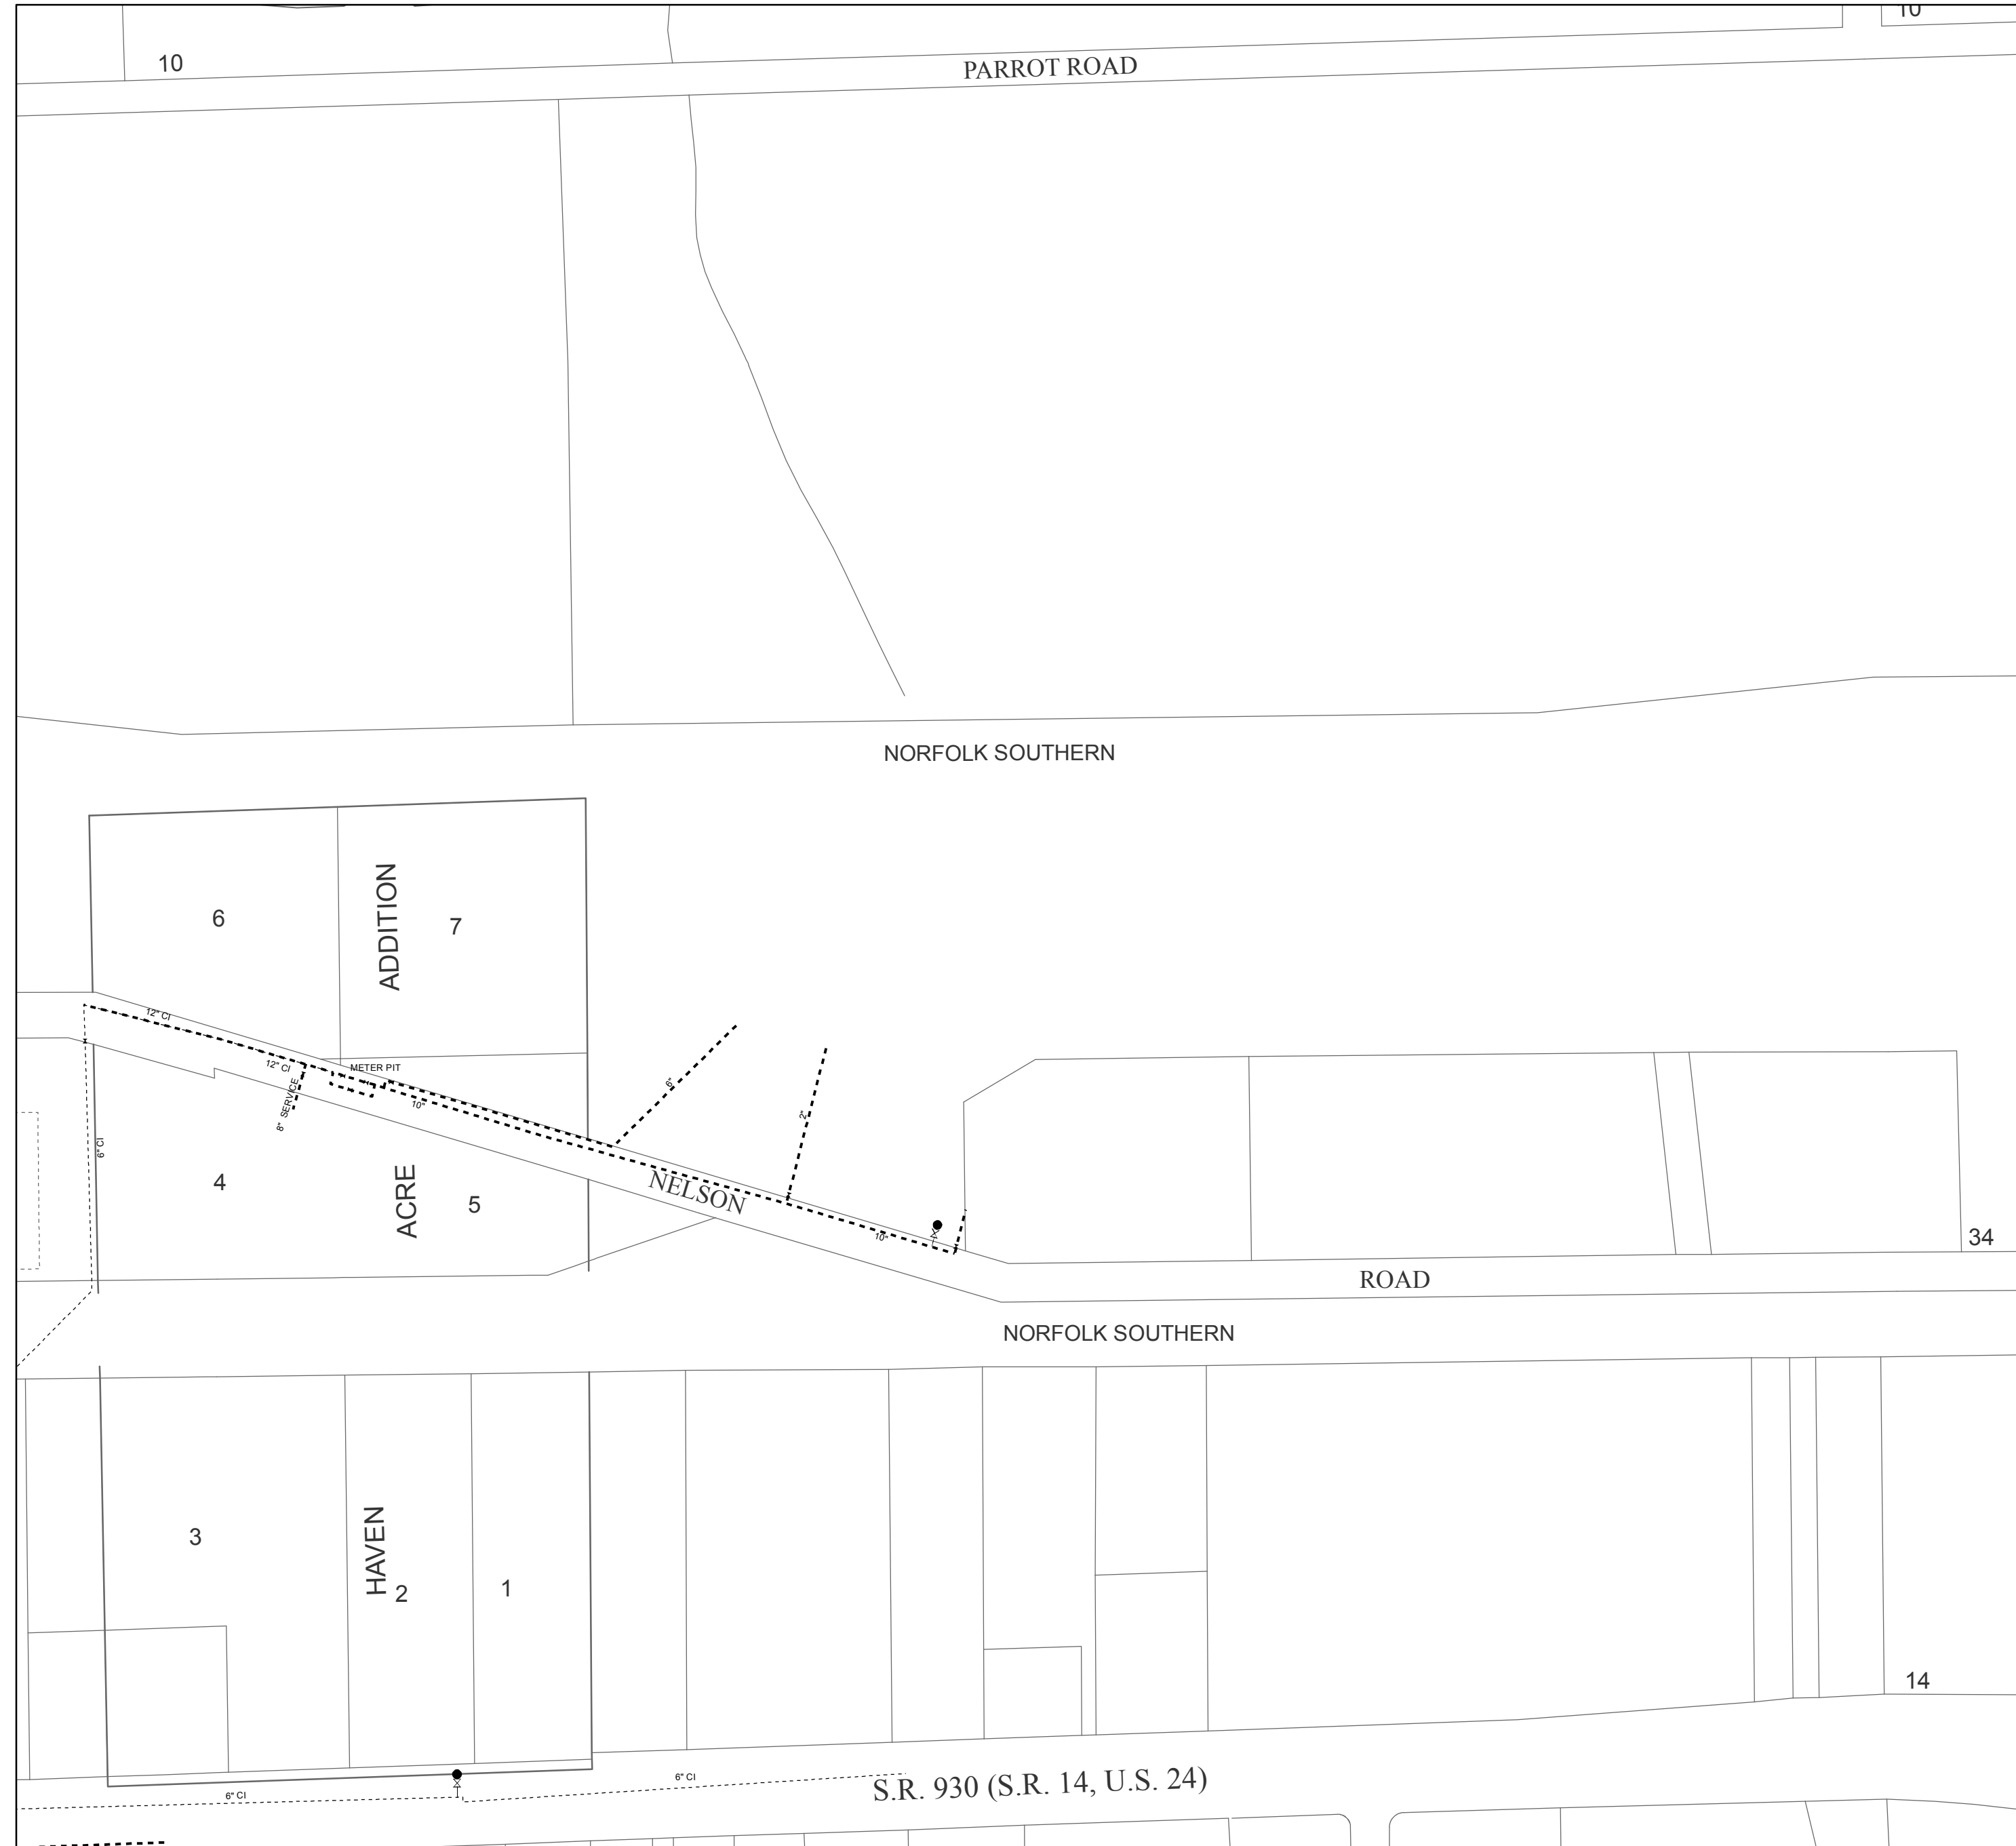 10
10
PARROT ROAD
NORFOLK SOUTHERN
ADDITION
6
7
12" CI
12" CI
METER PIT
8" SERVICE
10"
6"
2"
6" CI
4
ACRE
5
NELSON
10"
34
ROAD
NORFOLK SOUTHERN
3
HAVEN
2
1
14
6" CI
6" CI
S.R. 930 (S.R. 14, U.S. 24)